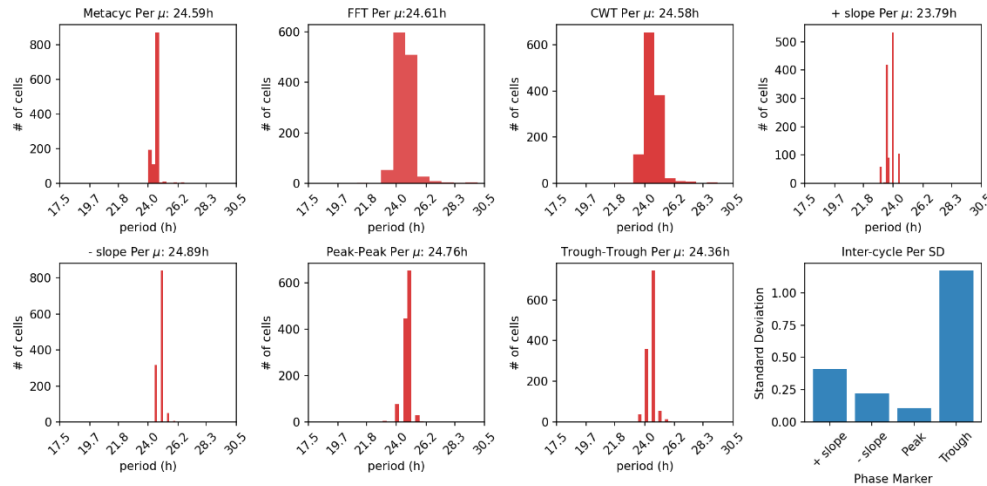 Metacyc Per μ: 24.59h
# of cells
800
600
400
200
0
17.5 19.7 21.8 24.0 26.2 28.3 30.5
period (h)
FFT Per μ:24.61h
# of cells
600
400
200
0
17.5 19.7 21.8 24.0 26.2 28.3 30.5
period (h)
CWT Per μ: 24.58h
# of cells
600
400
200
0
17.5 19.7 21.8 24.0 26.2 28.3 30.5
period (h)
+ slope Per μ: 23.79h
# of cells
500
400
300
200
100
0
17.5 19.7 21.8 24.0 26.2 28.3 30.5
period (h)
- slope Per μ: 24.89h
# of cells
800
600
400
200
0
17.5 19.7 21.8 24.0 26.2 28.3 30.5
period (h)
Peak-Peak Per μ: 24.76h
# of cells
600
400
200
0
17.5 19.7 21.8 24.0 26.2 28.3 30.5
period (h)
Trough-Trough Per μ: 24.36h
# of cells
600
400
200
0
17.5 19.7 21.8 24.0 26.2 28.3 30.5
period (h)
Inter-cycle Per SD
Standard Deviation
1.00
0.75
0.50
0.25
0.00
+ slope - slope Peak Trough
Phase Marker